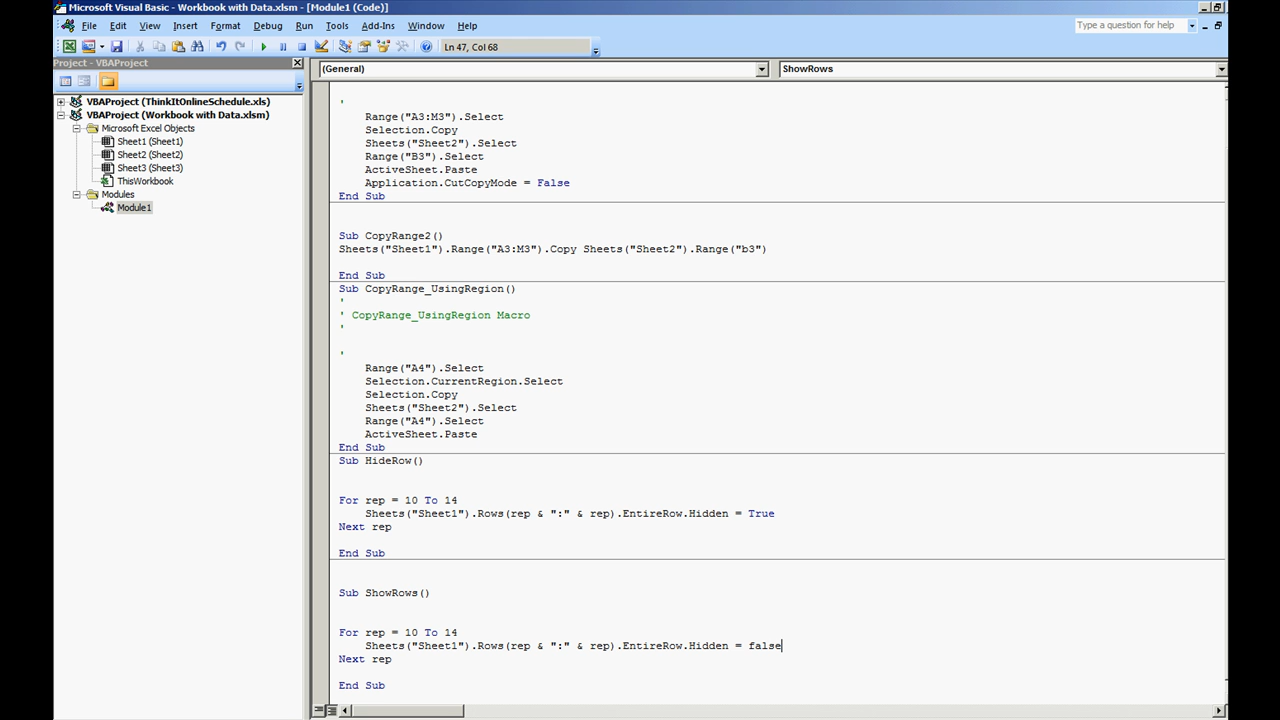 Microsoft Visual Basic - Workbook with Data.xlsm - [Module1 (Code)]
File Edit View Insert Format Debug Run Tools Add-Ins Window Help
Type a question for help
Ln 47, Col 68
Project - VBAProject
(General)
ShowRows
VBAProject (ThinkItOnlineSchedule.xls)
VBAProject (Workbook with Data.xlsm)
Microsoft Excel Objects
Sheet1 (Sheet1)
Sheet2 (Sheet2)
Sheet3 (Sheet3)
ThisWorkbook
Modules
Module1
'
Range("A3:M3").Select
Selection.Copy
Sheets("Sheet2").Select
Range("B3").Select
ActiveSheet.Paste
Application.CutCopyMode = False
End Sub
Sub CopyRange2()
Sheets("Sheet1").Range("A3:M3").Copy Sheets("Sheet2").Range("b3")
End Sub
Sub CopyRange_UsingRegion()
'
' CopyRange_UsingRegion Macro
'
'
Range("A4").Select
Selection.CurrentRegion.Select
Selection.Copy
Sheets("Sheet2").Select
Range("A4").Select
ActiveSheet.Paste
End Sub
Sub HideRow()
For rep = 10 To 14
Sheets("Sheet1").Rows(rep & ":" & rep).EntireRow.Hidden = True
Next rep
End Sub
Sub ShowRows()
For rep = 10 To 14
Sheets("Sheet1").Rows(rep & ":" & rep).EntireRow.Hidden = false
Next rep
End Sub